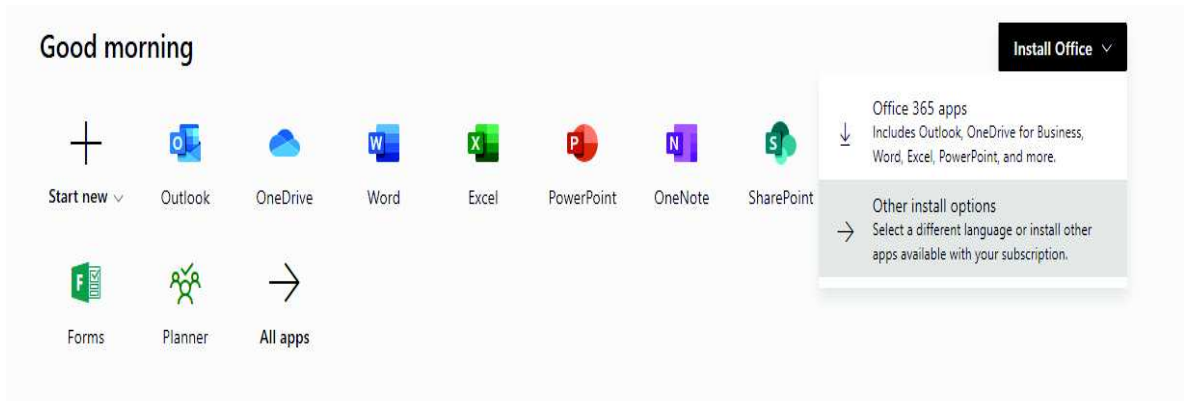 Good morning
Install Office
Office 365 apps
Includes Outlook, OneDrive for Business,
Word, Excel, PowerPoint, and more.
Other install options
Select a different language or install other
apps available with your subscription.
Start new
Outlook
OneDrive
Word
Excel
PowerPoint
OneNote
SharePoint
Forms
Planner
All apps